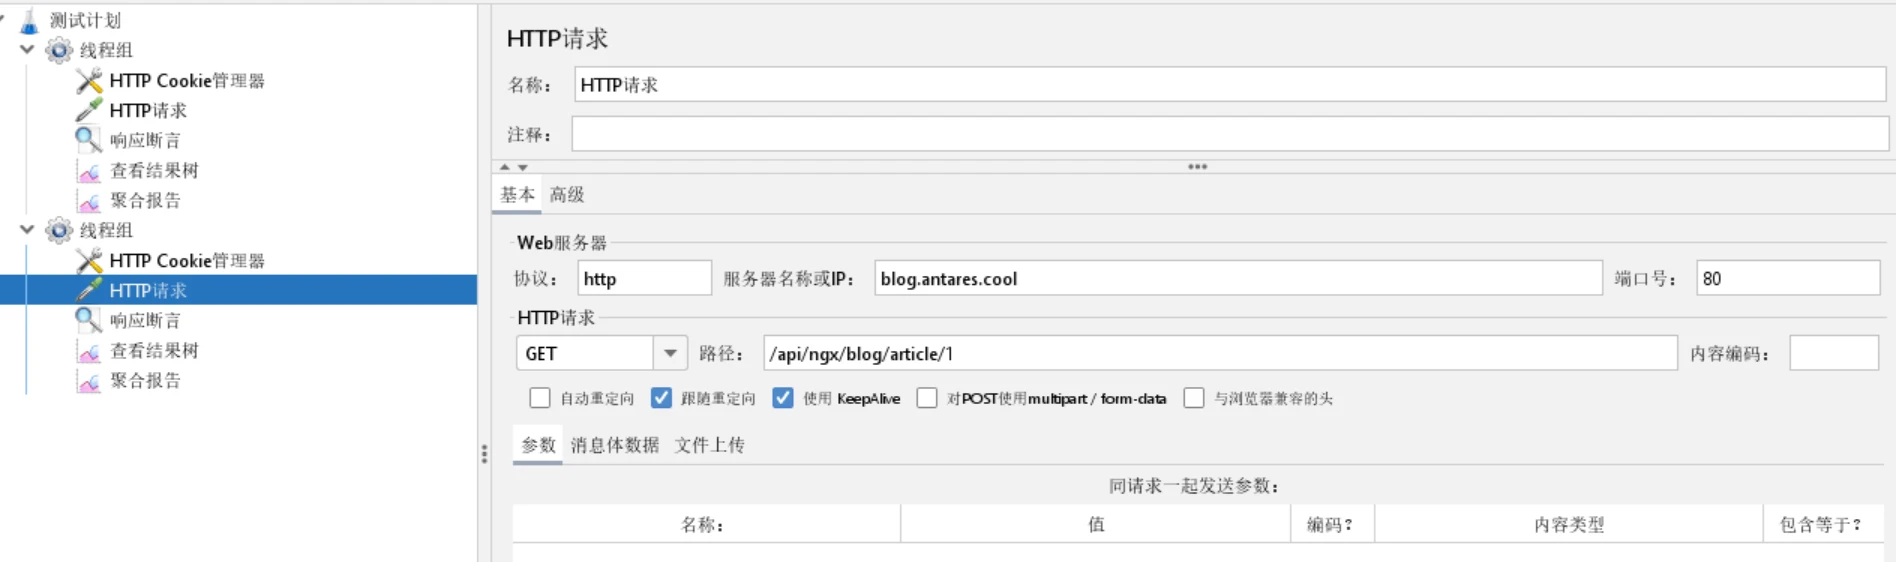 测试计划
线程组
HTTP Cookie管理器
HTTP请求
响应断言
查看结果树
聚合报告
线程组
HTTP Cookie管理器
HTTP请求
响应断言
查看结果树
聚合报告
HTTP请求
名称： HTTP请求
注释：
基本 高级
Web服务器
协议： http 服务器名称或IP： blog.antares.cool 端口号： 80
HTTP请求
GET 路径： /api/ngx/blog/article/1 内容编码：
自动重定向 跟随重定向 使用 KeepAlive 对POST使用multipart / form-data 与浏览器兼容的头
参数 消息体数据 文件上传
同请求一起发送参数：
名称： 值 编码？ 内容类型 包含等于？